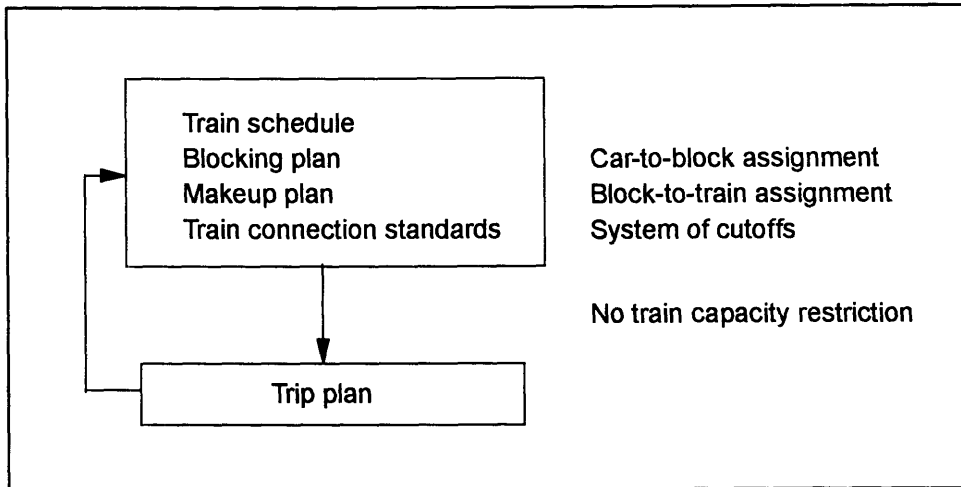 Train schedule
Blocking plan
Makeup plan
Train connection standards
Car-to-block assignment
Block-to-train assignment
System of cutoffs
No train capacity restriction
Trip plan